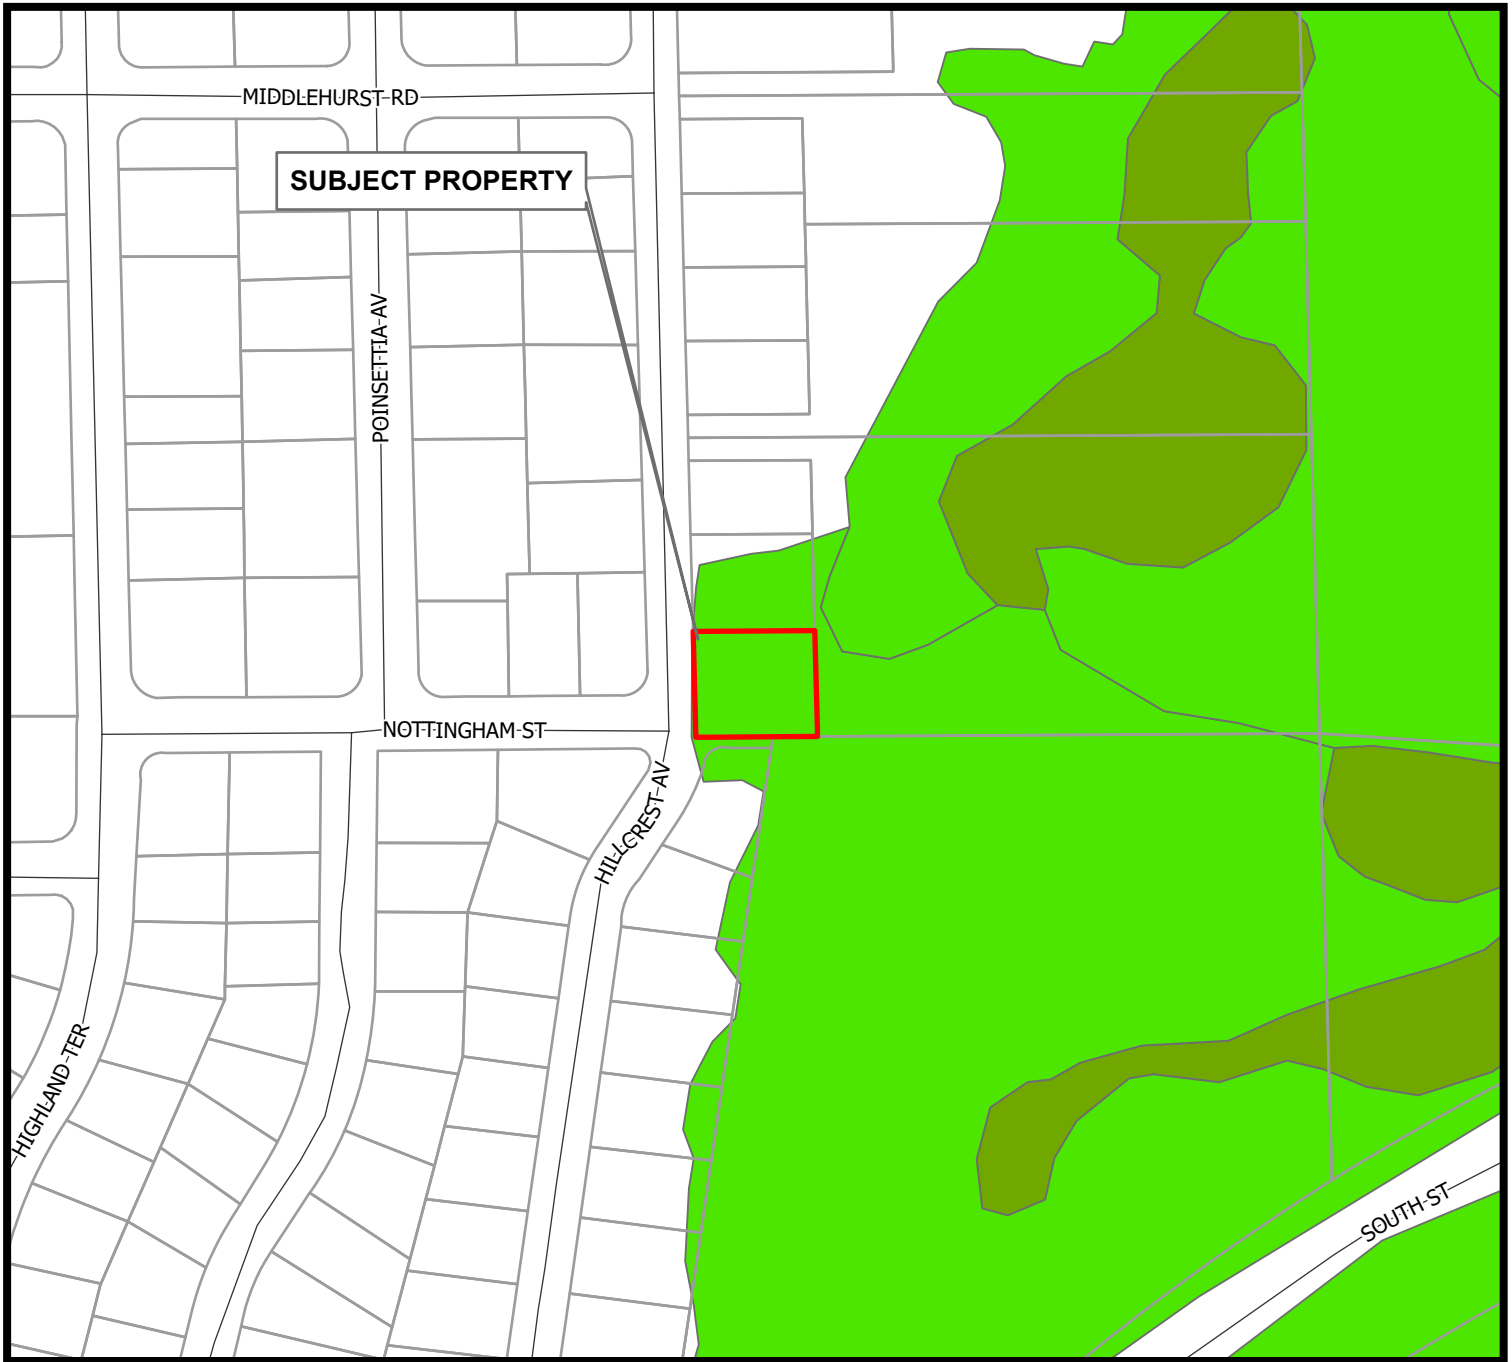 MIDDLEHURST RD
SUBJECT PROPERTY
POINSETTIA AV
NOTTINGHAM ST
HILLCREST AV
HIGHLAND TER
SOUTH ST